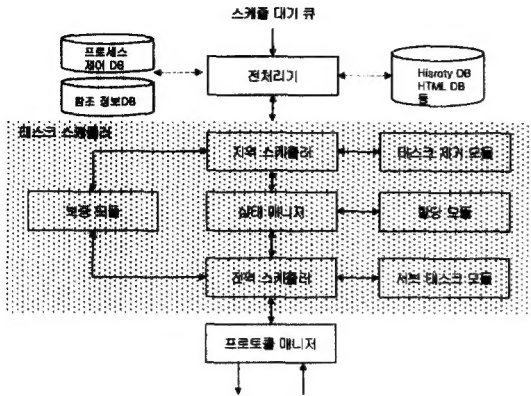 스케줄 대기 큐
프로세스
제어 DB
참조 정보DB
전처리기
Hisroty DB
HTML DB
등
태스크 스케줄러
지역 스케줄러
태스크 제거 모듈
상태 매니저
할당 모듈
전역 스케줄러
서브 태스크 모듈
프로토콜 매니저